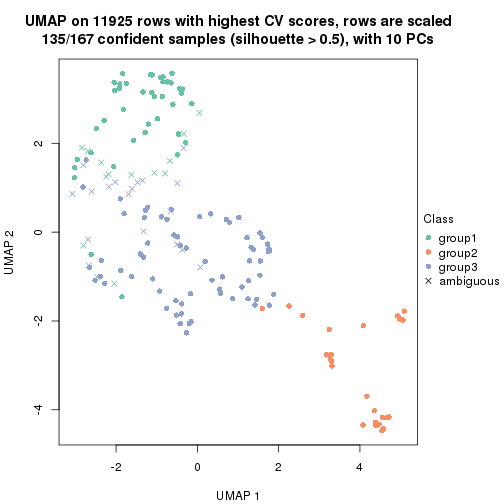 UMAP on 11925 rows with highest CV scores, rows are scaled
135/167 confident samples (silhouette > 0.5), with 10 PCs
2
0
-2
-4
UMAP 2
-2
0
2
4
UMAP 1
Class
group1
group2
group3
ambiguous